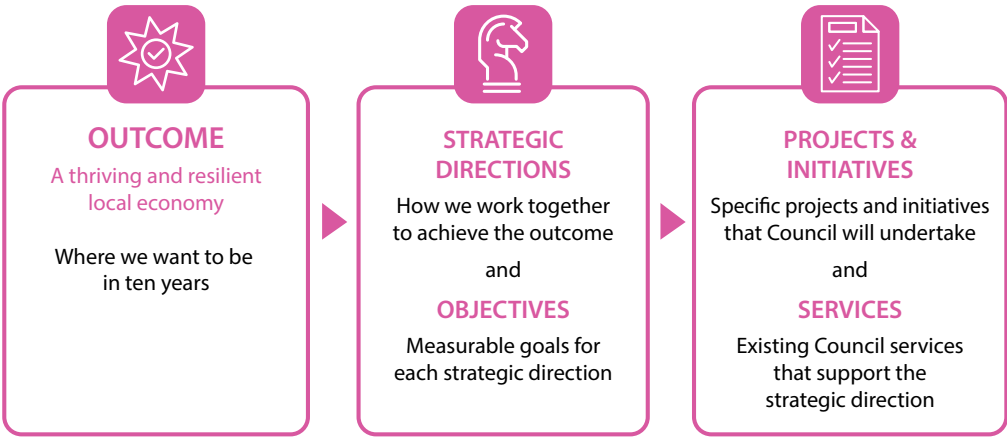 OUTCOME
A thriving and resilient
local economy
Where we want to be
in ten years
STRATEGIC
DIRECTIONS
How we work together
to achieve the outcome
and
OBJECTIVES
Measurable goals for
each strategic direction
PROJECTS &
INITIATIVES
Specific projects and initiatives
that Council will undertake
and
SERVICES
Existing Council services
that support the
strategic direction